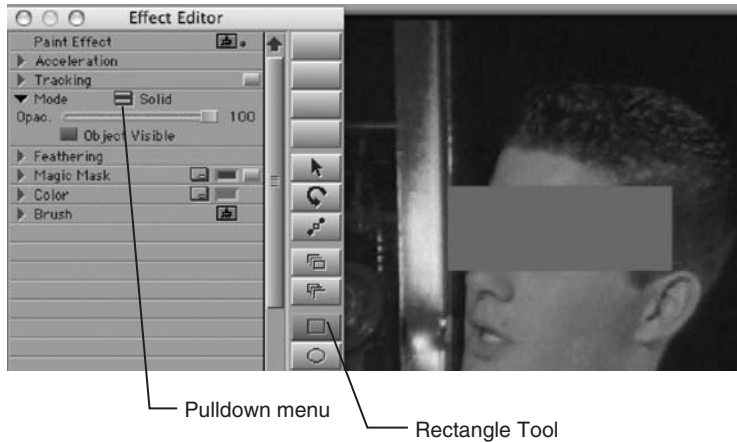 Effect Editor
Paint Effect
Acceleration
Tracking
Mode Solid
Opac. 100
Object Visible
Feathering
Magic Mask
Color
Brush
Pulldown menu
Rectangle Tool